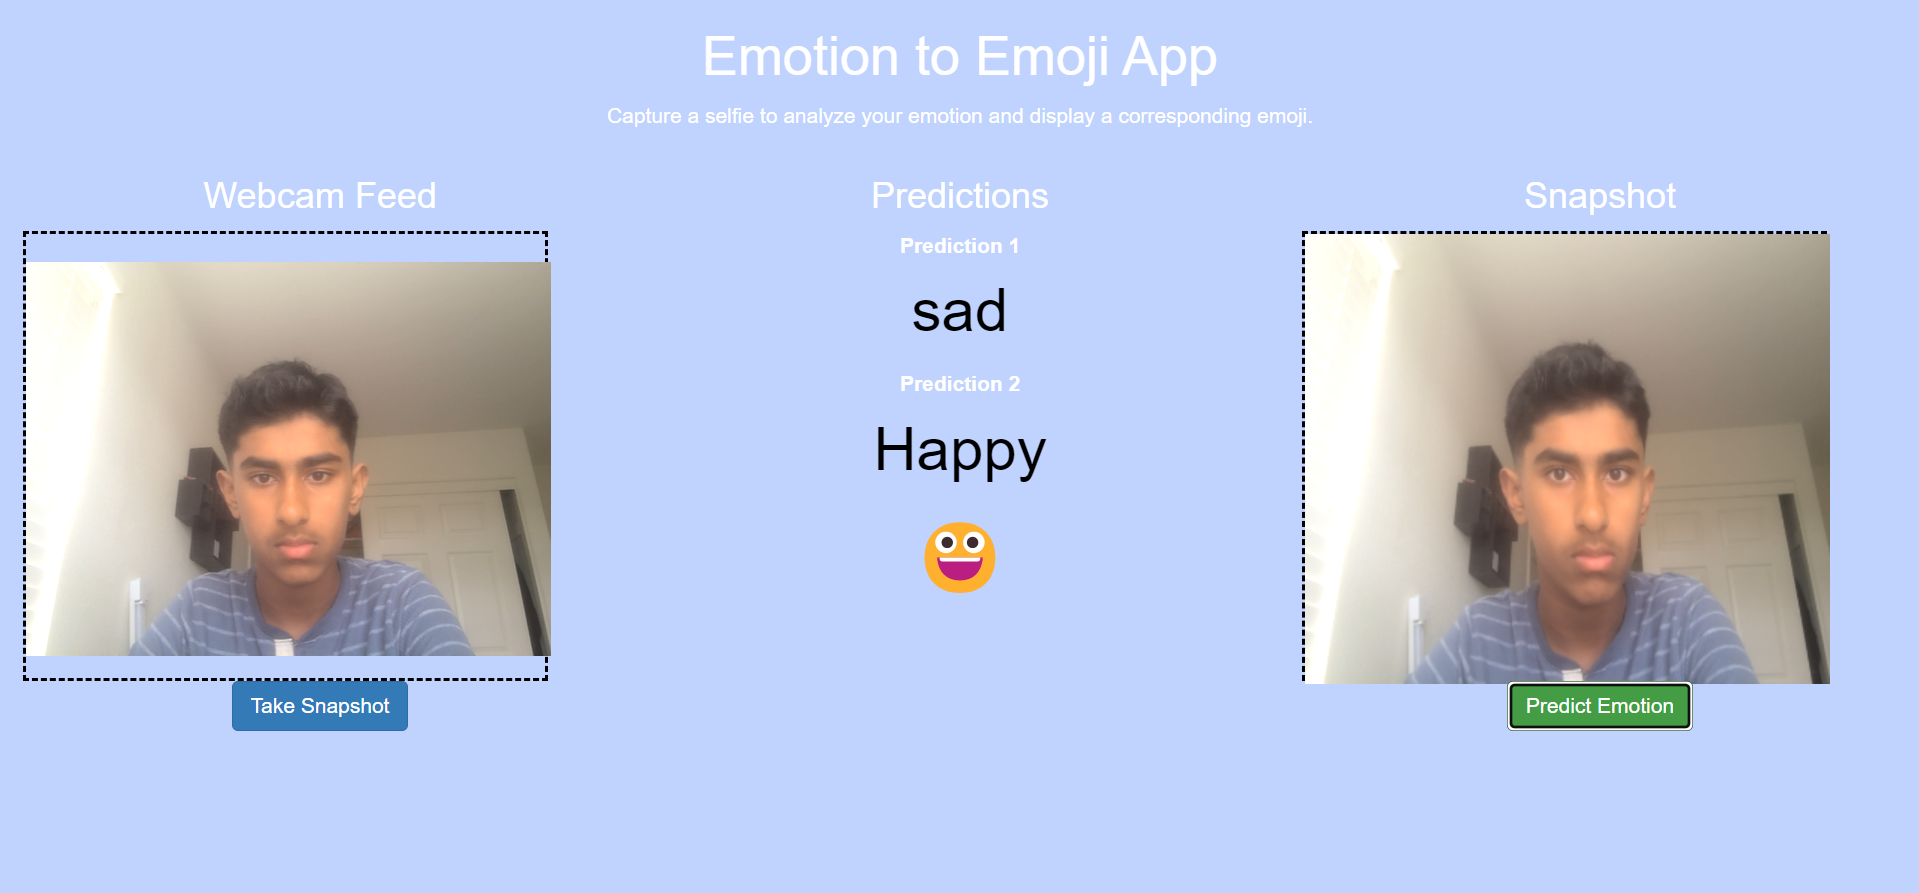 Emotion to Emoji App
Capture a selfie to analyze your emotion and display a corresponding emoji.
Webcam Feed
Take Snapshot
Predictions
Prediction 1
sad
Prediction 2
Happy
Snapshot
Predict Emotion